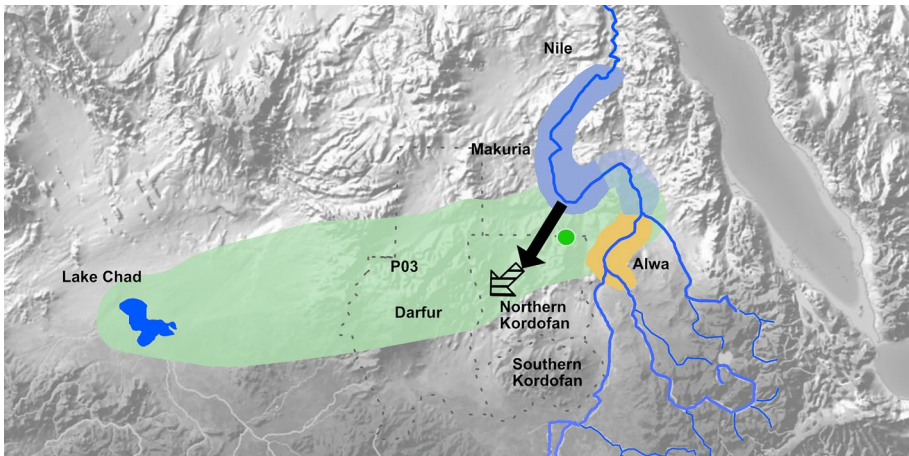 Nile
Makuria
Lake Chad
P03
Alwa
Darfur
Northern
Kordofan
Southern
Kordofan